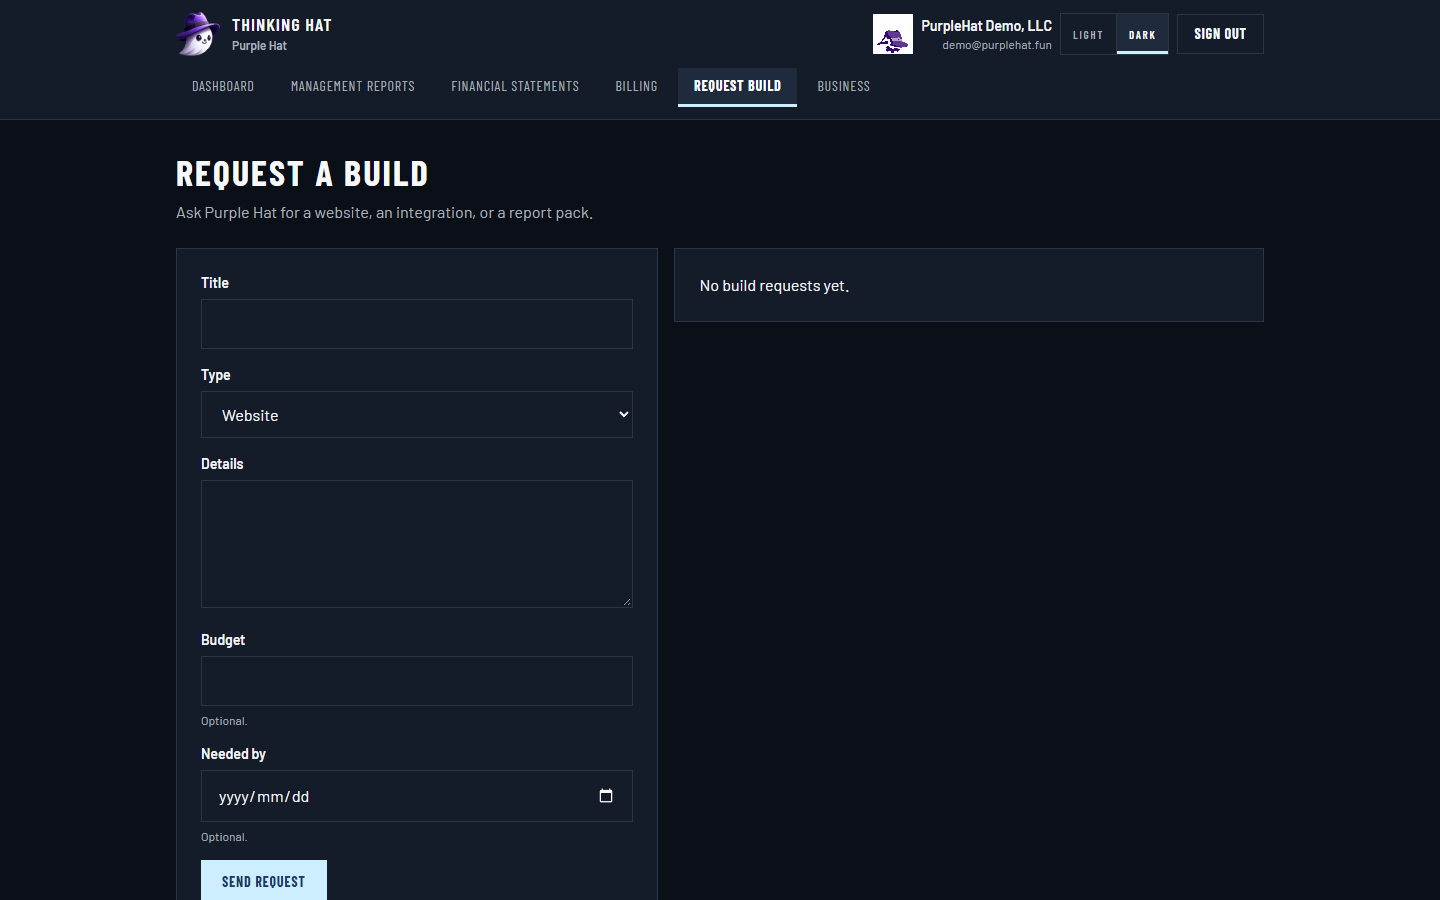 THINKING HAT
Purple Hat
PurpleHat Demo, LLC
demo@purplehat.fun
LIGHT
DARK
SIGN OUT
DASHBOARD
MANAGEMENT REPORTS
FINANCIAL STATEMENTS
BILLING
REQUEST BUILD
BUSINESS
REQUEST A BUILD
Ask Purple Hat for a website, an integration, or a report pack.
Title
Type
Website
Details
Budget
Optional.
Needed by
yyyy/mm/dd
Optional.
SEND REQUEST
No build requests yet.